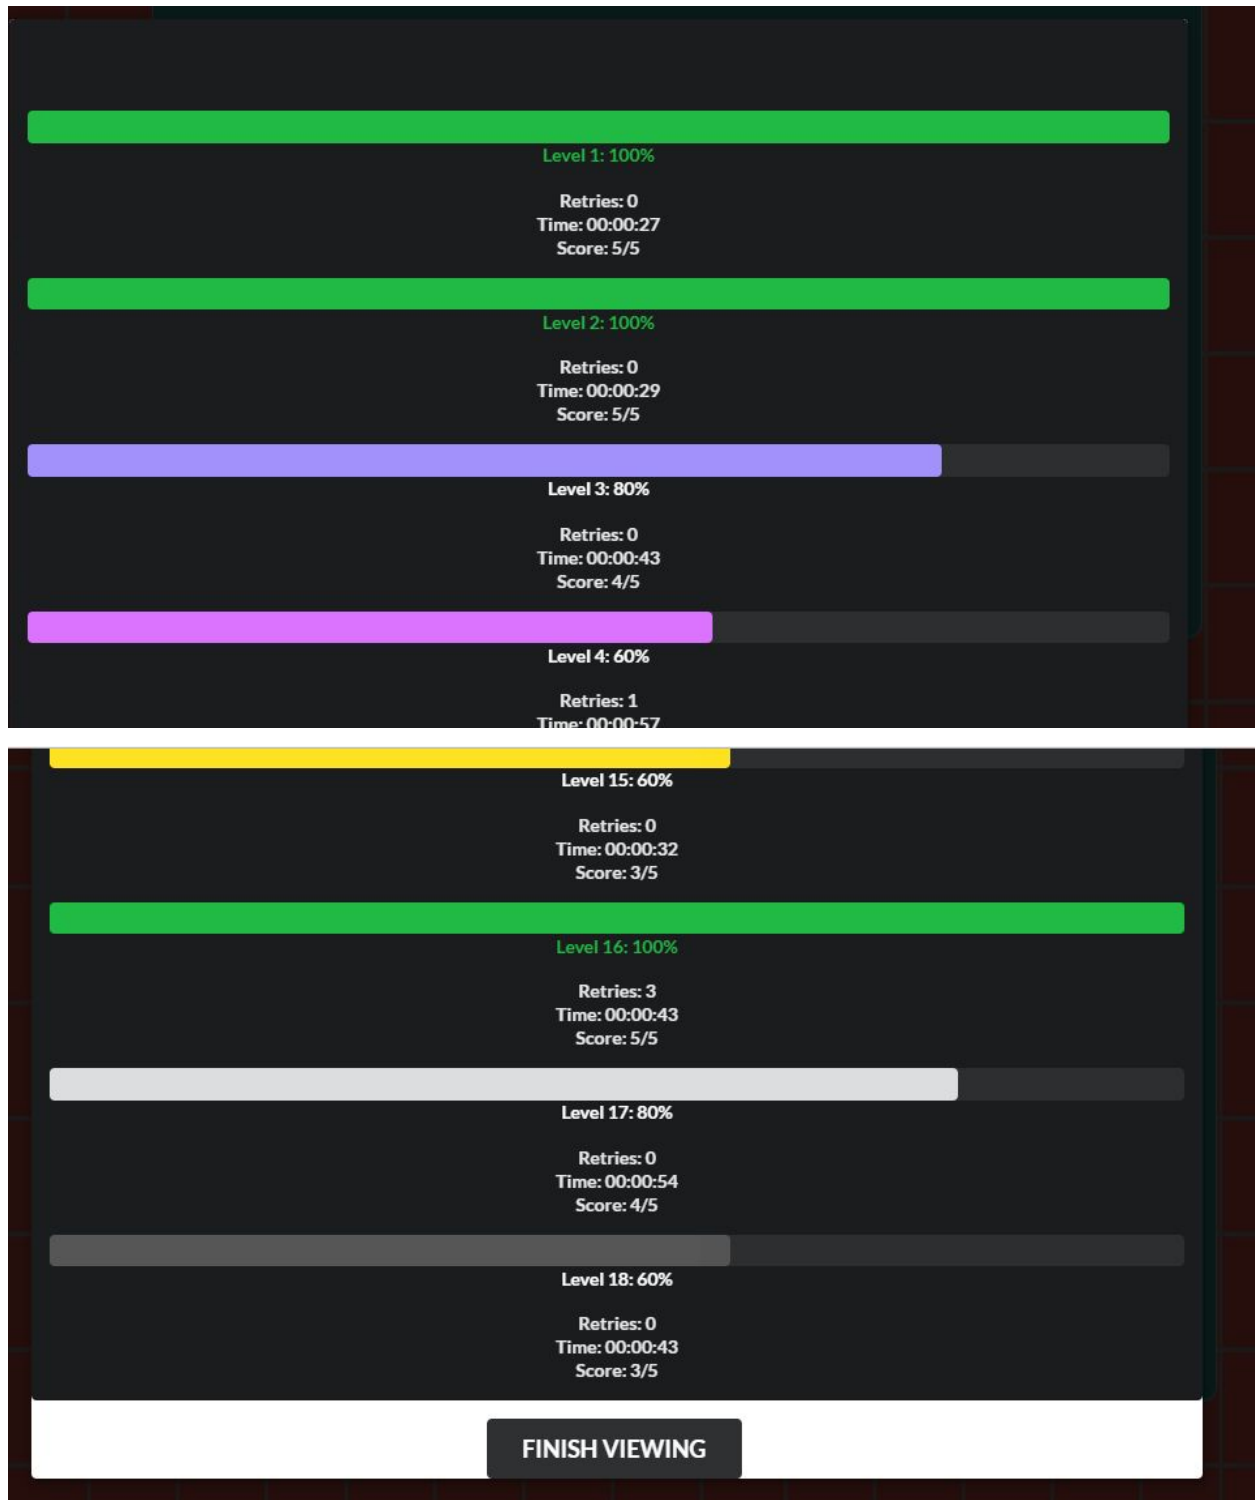 Level 1: 100%
Retries: 0
Time: 00:00:27
Score: 5/5
Level 2: 100%
Retries: 0
Time: 00:00:29
Score: 5/5
Level 3: 80%
Retries: 0
Time: 00:00:43
Score: 4/5
Level 4: 60%
Retries: 1
Time: 00:00:57
Level 15: 60%
Retries: 0
Time: 00:00:32
Score: 3/5
Level 16: 100%
Retries: 3
Time: 00:00:43
Score: 5/5
Level 17: 80%
Retries: 0
Time: 00:00:54
Score: 4/5
Level 18: 60%
Retries: 0
Time: 00:00:43
Score: 3/5
FINISH VIEWING